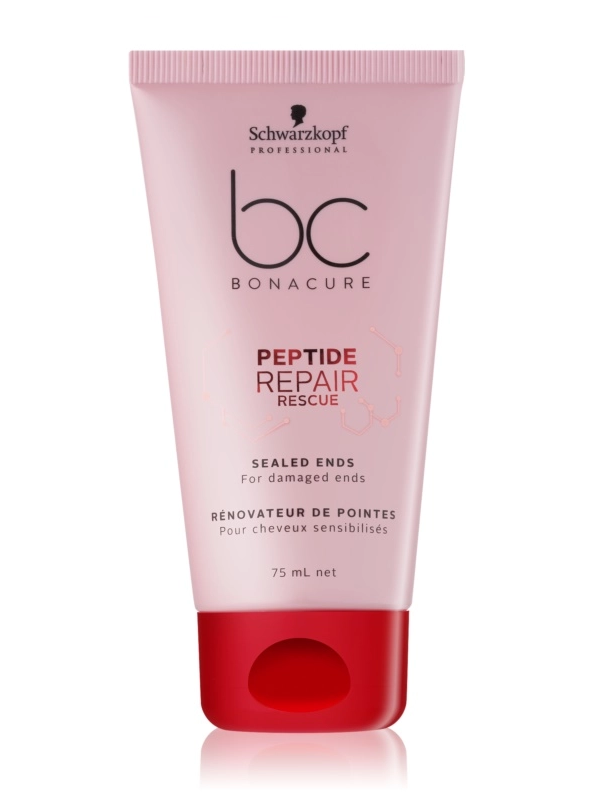 Schwarzkopf
PROFESSIONAL
bc
BONACURE
PEPTIDE
REPAIR
RESCUE
SEALED ENDS
For damaged ends
RÉNOVATEUR DE POINTES
Pour cheveux sensibilisés
75 mL net